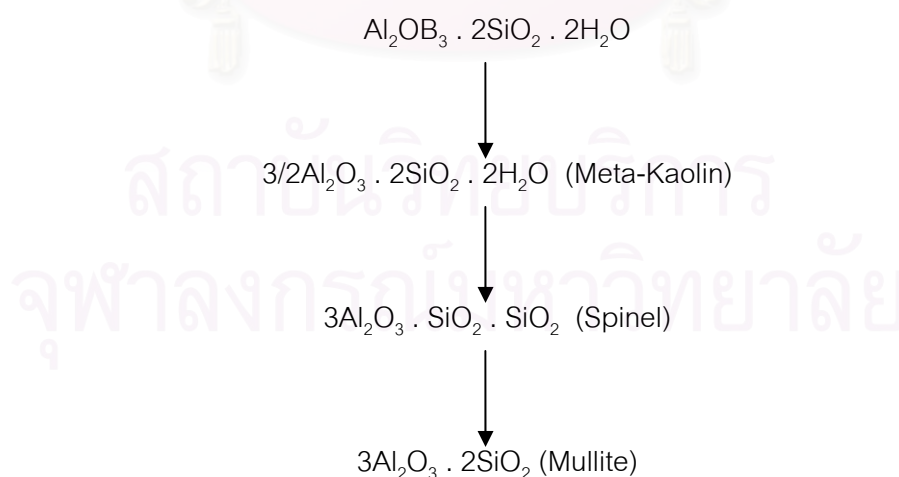 Al₂OB₃ . 2SiO₂ . 2H₂O
3/2Al₂O₃ . 2SiO₂ . 2H₂O (Meta-Kaolin)
สถาบันวิทยบริการ
จุฬาลงกรณ์มหาวิทยาลัย
3Al₂O₃ . SiO₂ . SiO₂ (Spinel)
3Al₂O₃ . 2SiO₂ (Mullite)